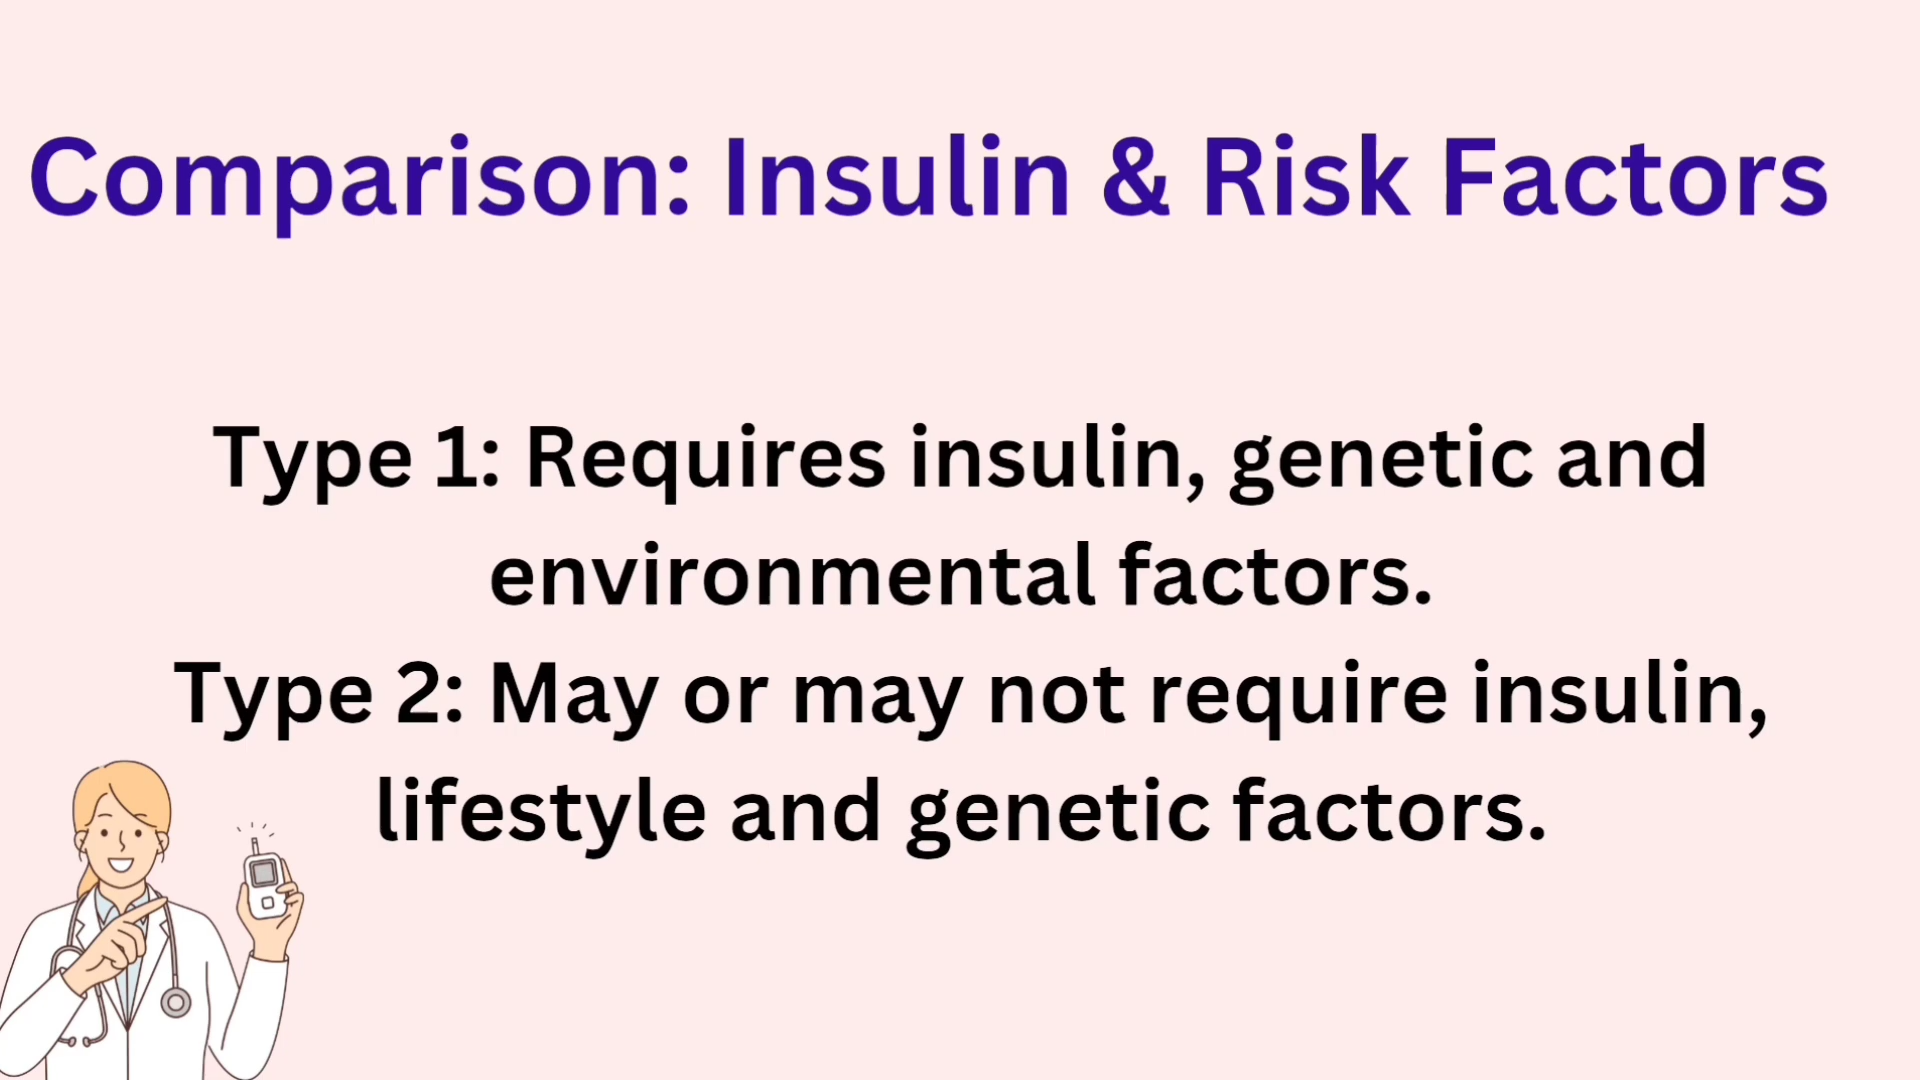 Comparison: Insulin & Risk Factors
Type 1: Requires insulin, genetic and
environmental factors.
Type 2: May or may not require insulin,
lifestyle and genetic factors.